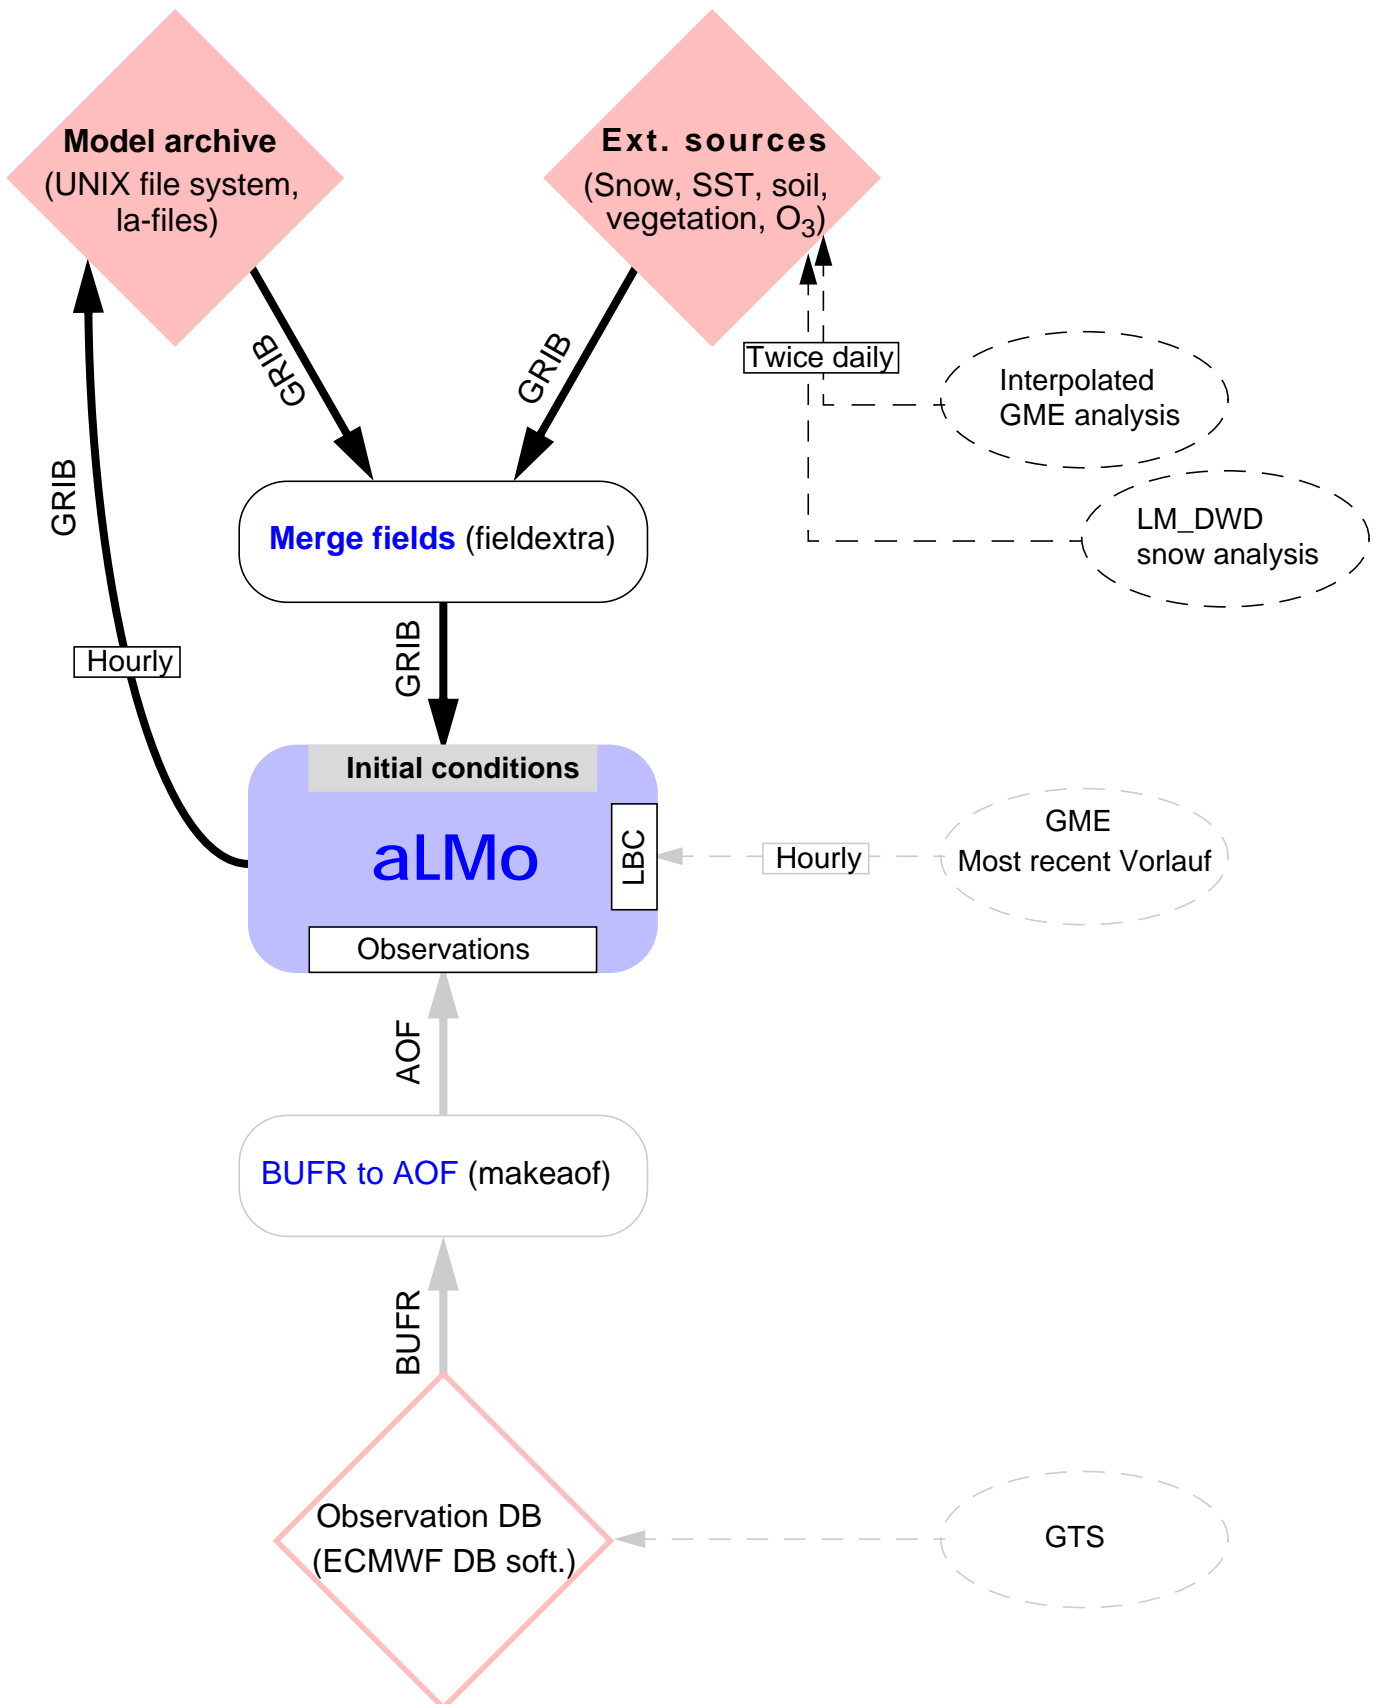 Model archive
(UNIX file system,
la-files)
Ext. sources
(Snow, SST, soil,
vegetation, O3)
GRIB
GRIB
Twice daily
Interpolated
GME analysis
GRIB
LM_DWD
snow analysis
Merge fields (fieldextra)
GRIB
Hourly
Initial conditions
aLMo
LBC
Hourly
GME
Most recent Vorlauf
Observations
AOF
BUFR to AOF (makeaof)
BUFR
Observation DB
(ECMWF DB soft.)
GTS